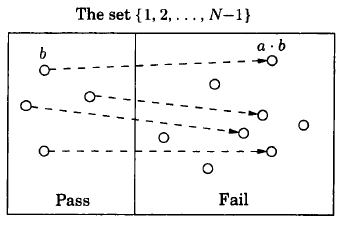 The set {1, 2, . . . , N−1}
b
a · b
Pass
Fail